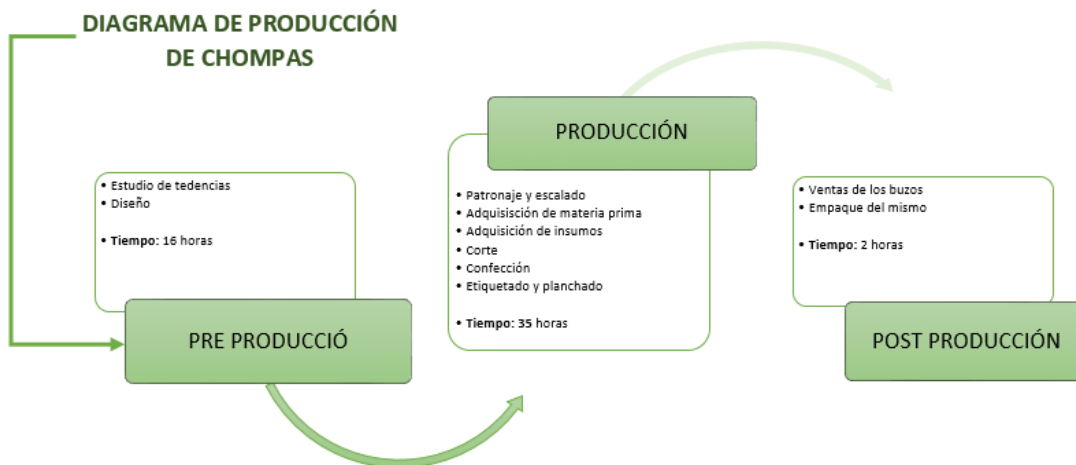 DIAGRAMA DE PRODUCCIÓN
DE CHOMPAS
• Estudio de tedencias
• Diseño
• Tiempo: 16 horas
PRE PRODUCCIÓ
PRODUCCIÓN
• Patronaje y escalado
• Adquisisción de materia prima
• Adquisición de insumos
• Corte
• Confección
• Etiquetado y planchado
• Tiempo: 35 horas
• Ventas de los buzos
• Empaque del mismo
• Tiempo: 2 horas
POST PRODUCCIÓN